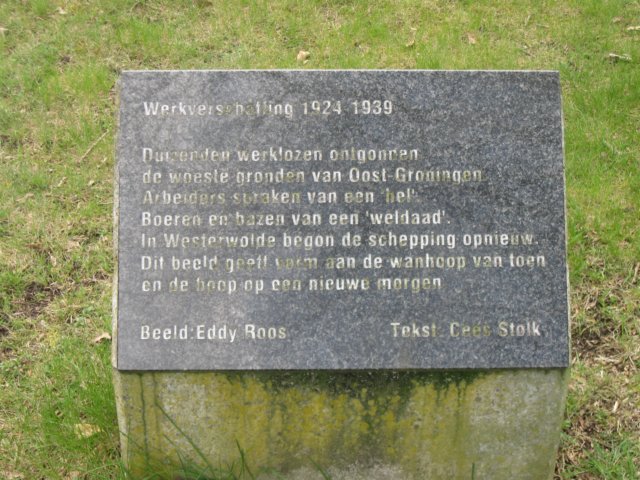 Werkverschaffing 1924-1939
Duizenden werklozen ontgonnen
de woeste gronden van Oost-Groningen.
Arbeiders spraken van een 'hel'.
Boeren en bazen van een 'weldaad'.
In Westerwolde begon de schepping opnieuw.
Dit beeld geeft vorm aan de wanhoop van toen
en de hoop op een nieuwe morgen
Beeld: Eddy Roos Tekst: Cees Stolk